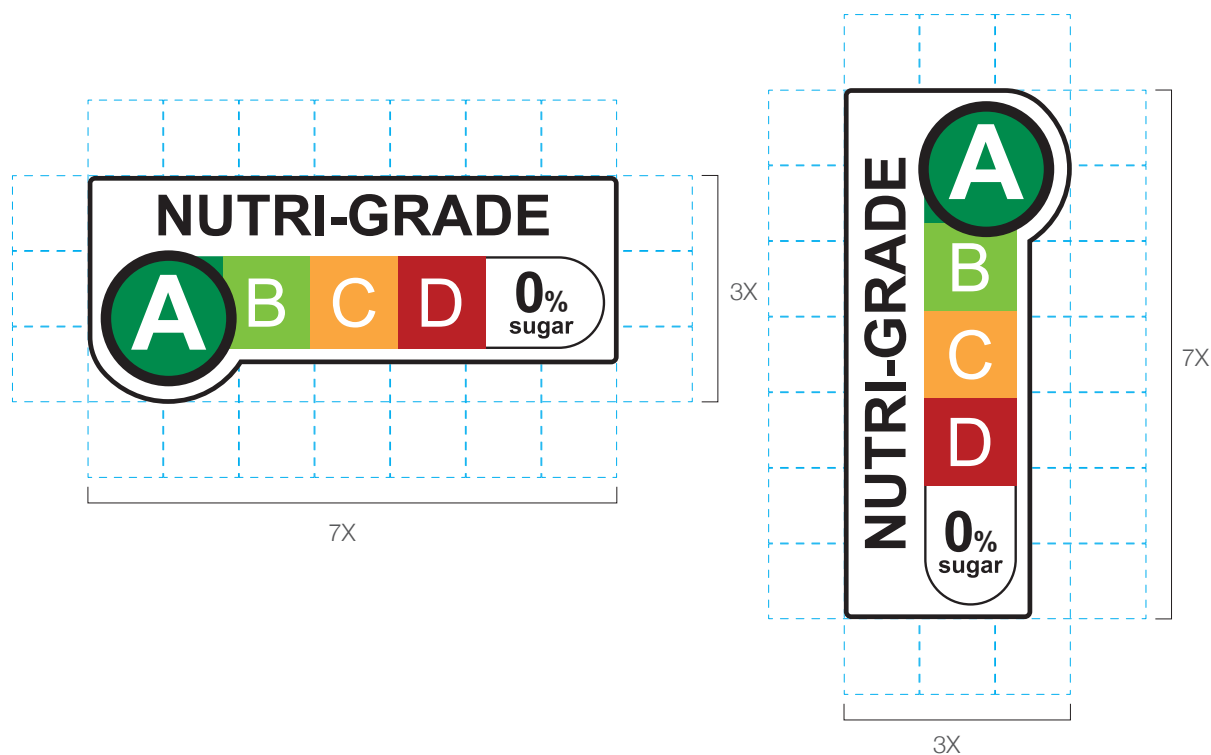 NUTRI-GRADE
A B C D 0% sugar
3X
7X
NUTRI-GRADE
A
B
C
D
0%
sugar
7X
3X